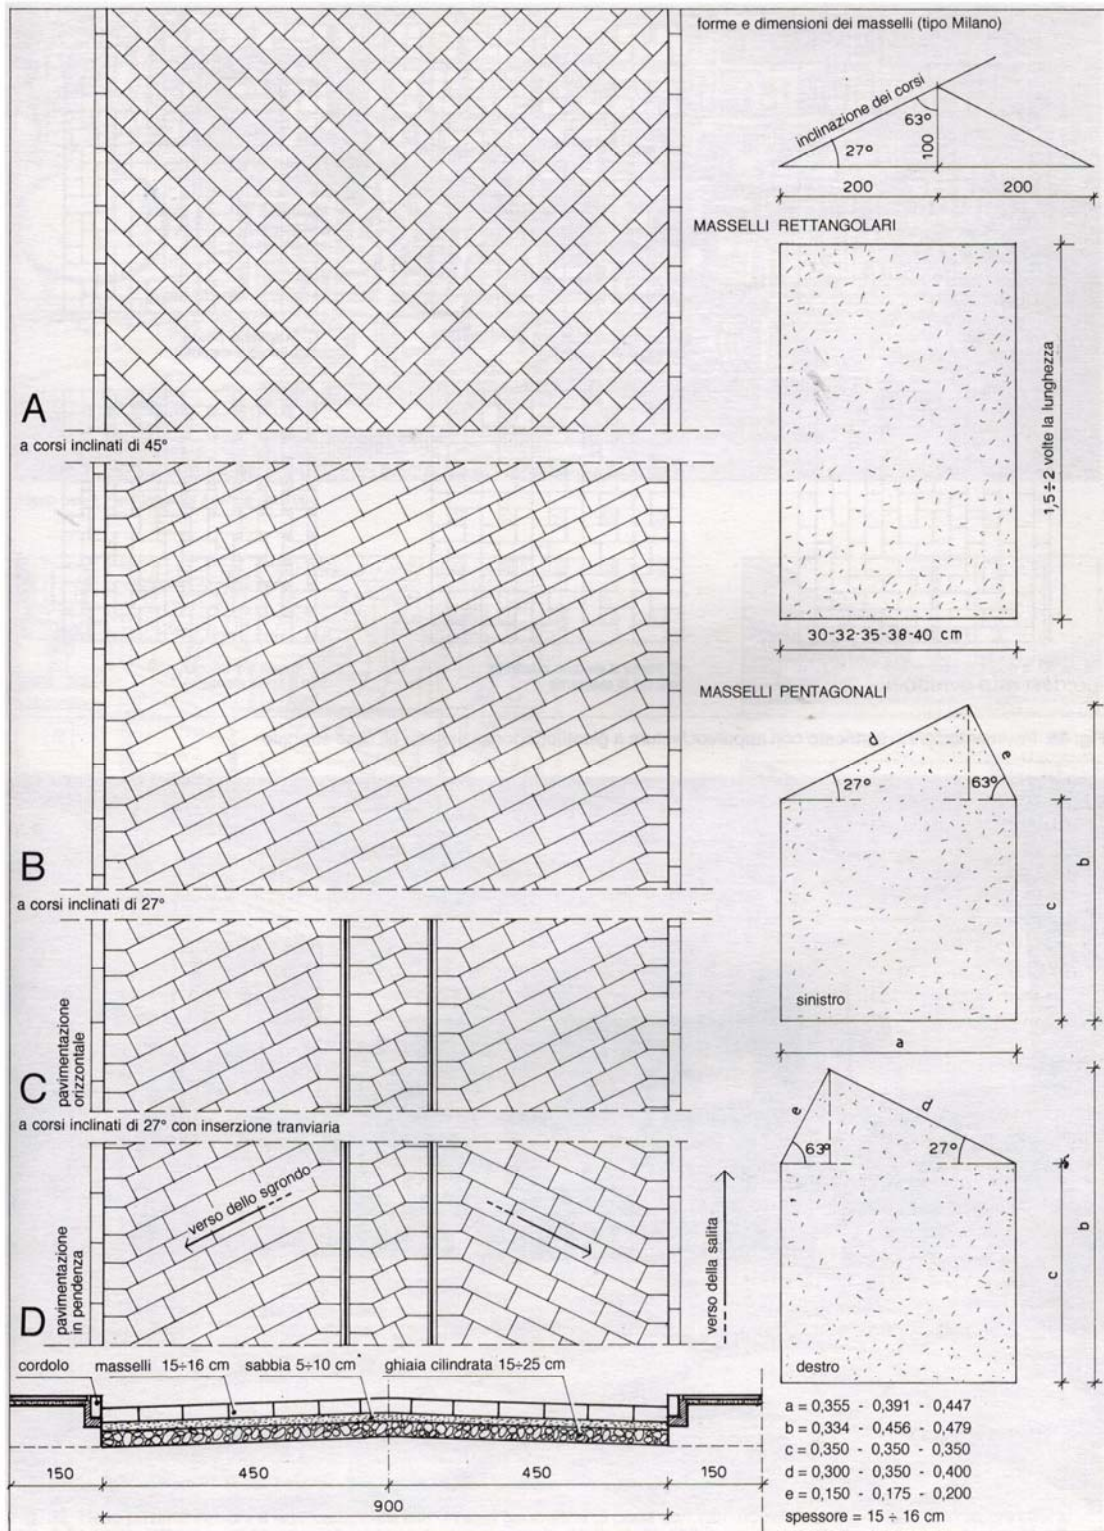 forme e dimensioni dei masselli (tipo Milano)
inclinazione dei corsi
63°
27°
100
200
200
MASSELLI RETTANGOLARI
1,5÷2 volte la lunghezza
30-32-35-38-40 cm
A
a corsi inclinati di 45°
B
a corsi inclinati di 27°
C
pavimentazione
orizzontale
a corsi inclinati di 27° con inserzione tranviaria
D
pavimentazione
in pendenza
verso dello sgrondo
verso della salita
MASSELLI PENTAGONALI
d
e
27°
63°
b
c
sinistro
a
e
d
63°
27°
b
c
destro
cordolo
masselli 15÷16 cm
sabbia 5÷10 cm
ghiaia cilindrata 15÷25 cm
150
450
450
150
900
a = 0,355 - 0,391 - 0,447
b = 0,334 - 0,456 - 0,479
c = 0,350 - 0,350 - 0,350
d = 0,300 - 0,350 - 0,400
e = 0,150 - 0,175 - 0,200
spessore = 15 ÷ 16 cm